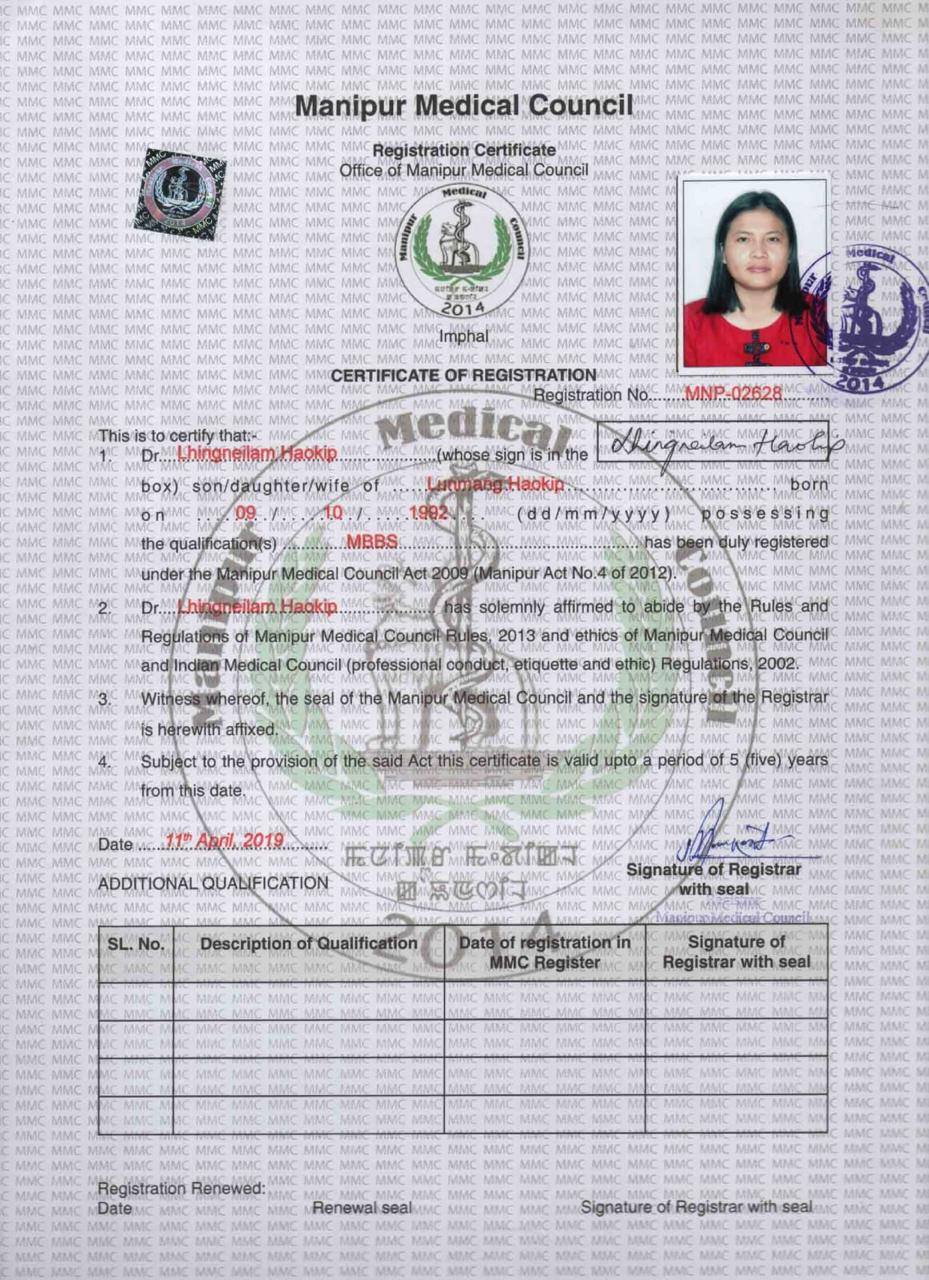 Manipur Medical Council
Registration Certificate
Office of Manipur Medical Council
Manipur Medical Council
2014
Imphal
CERTIFICATE OF REGISTRATION
Registration No.......MNP-02628..........
This is to certify that:-
1. Dr....Lhingneilam Haokip....................(whose sign is in the Lhingneilam Haokip
box) son/daughter/wife of .....Lunmang Haokip.......................................... born
on ....09 /....10 /....1992... (dd/mm/yyyy) possessing
the qualification(s) ............MBBS.................................................has been duly registered
under the Manipur Medical Council Act 2009 (Manipur Act No.4 of 2012).
2. Dr....Lhingneilam Haokip.................... has solemnly affirmed to abide by the Rules and
Regulations of Manipur Medical Council Rules, 2013 and ethics of Manipur Medical Council
and Indian Medical Council (professional conduct, etiquette and ethic) Regulations, 2002.
3. Witness whereof, the seal of the Manipur Medical Council and the signature of the Registrar
is herewith affixed.
4. Subject to the provision of the said Act this certificate is valid upto a period of 5 (five) years
from this date.
Date .....11th April, 2019.........
Signature of Registrar
with seal
Manipur Medical Council
ADDITIONAL QUALIFICATION
SL. No. Description of Qualification Date of registration in MMC Register Signature of Registrar with seal
Registration Renewed:
Date Renewal seal Signature of Registrar with seal